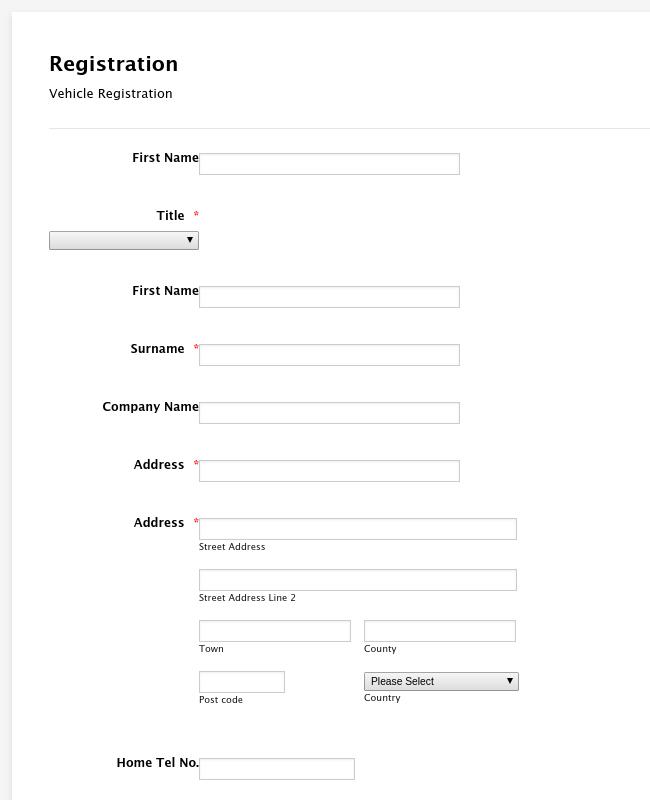 Registration
Vehicle Registration
First Name
Title *
First Name
Surname *
Company Name
Address *
Address *
Street Address
Street Address Line 2
Town County
Please Select
Post code Country
Home Tel No.